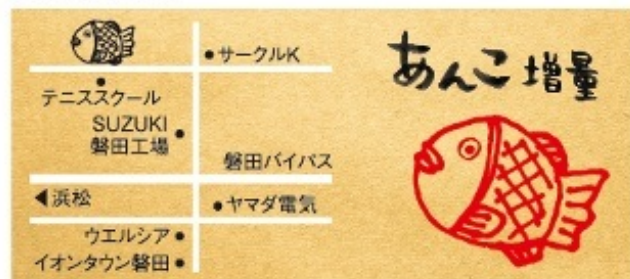 サークルK
テニススクール
SUZUKI
磐田工場
磐田バイパス
◀浜松
ヤマダ電気
ウエルシア
イオンタウン磐田
あんこ増量